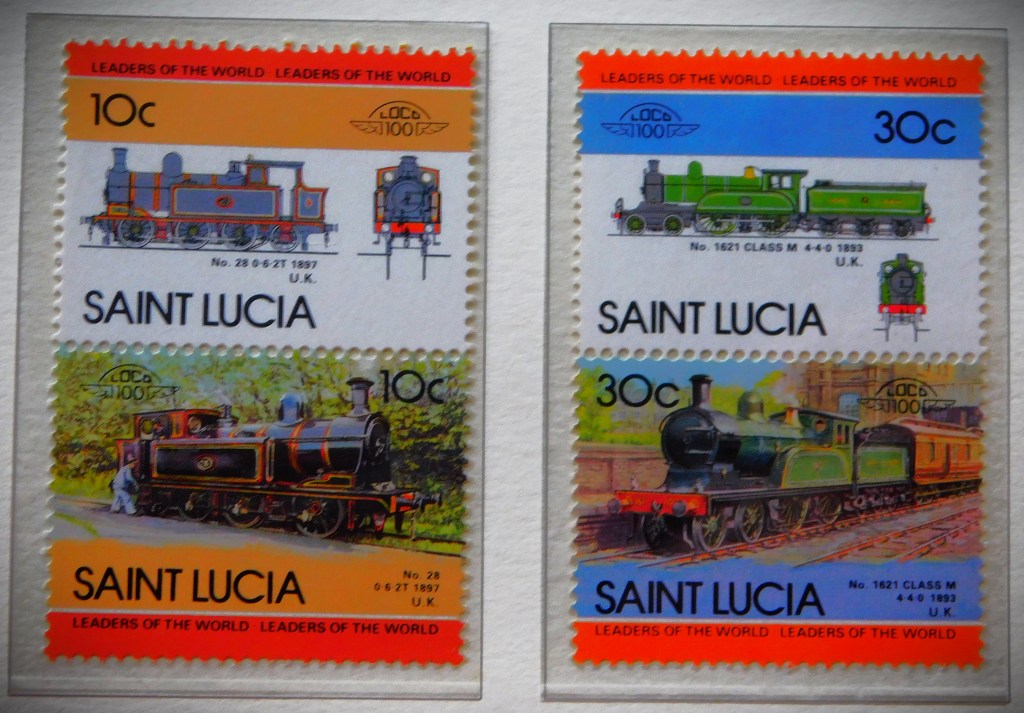 LEADERS OF THE WORLD · LEADERS OF THE WORLD
10c
LOCO
100
No. 28 0-6-2T 1897
U.K.
SAINT LUCIA
LOCO
100
10c
SAINT LUCIA
No. 28
0-6-2T 1897
U.K.
LEADERS OF THE WORLD · LEADERS OF THE WORLD
LEADERS OF THE WORLD · LEADERS OF THE WORLD
LOCO
100
30c
No. 1621 CLASS M 4-4-0 1893
U.K.
SAINT LUCIA
30c
LOCO
100
SAINT LUCIA
No. 1621 CLASS M
4-4-0 1893
U.K.
LEADERS OF THE WORLD · LEADERS OF THE WORLD